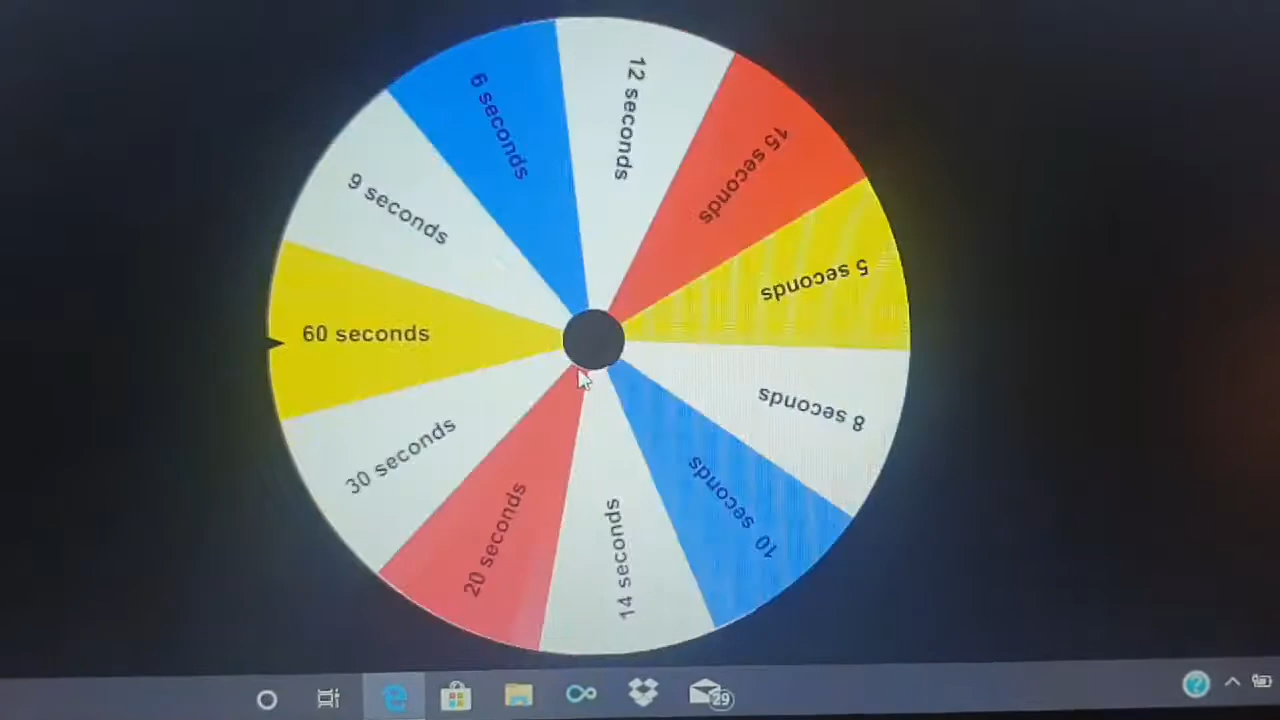 12 seconds
6 seconds
15 seconds
9 seconds
5 seconds
60 seconds
8 seconds
30 seconds
10 seconds
20 seconds
14 seconds
29